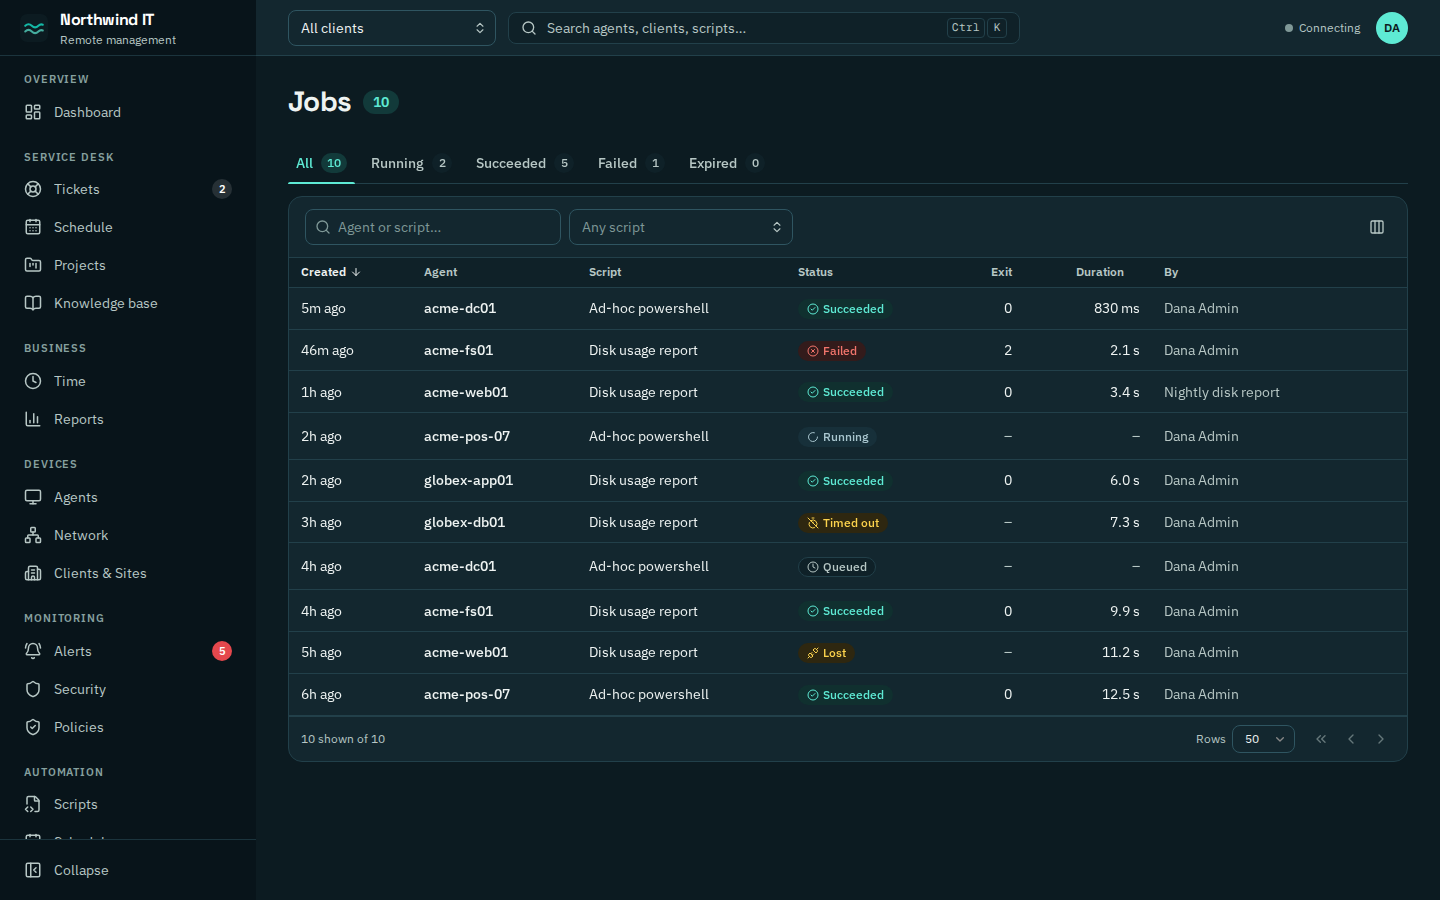 Northwind IT
Remote management
All clients
Search agents, clients, scripts...
Ctrl K
Connecting
DA
OVERVIEW
Dashboard
SERVICE DESK
Tickets 2
Schedule
Projects
Knowledge base
BUSINESS
Time
Reports
DEVICES
Agents
Network
Clients & Sites
MONITORING
Alerts 5
Security
Policies
AUTOMATION
Scripts
Collapse
Jobs 10
All 10 Running 2 Succeeded 5 Failed 1 Expired 0
Agent or script... Any script
Created Agent Script Status Exit Duration By
5m ago acme-dc01 Ad-hoc powershell Succeeded 0 830 ms Dana Admin
46m ago acme-fs01 Disk usage report Failed 2 2.1 s Dana Admin
1h ago acme-web01 Disk usage report Succeeded 0 3.4 s Nightly disk report
2h ago acme-pos-07 Ad-hoc powershell Running – – Dana Admin
2h ago globex-app01 Disk usage report Succeeded 0 6.0 s Dana Admin
3h ago globex-db01 Disk usage report Timed out – 7.3 s Dana Admin
4h ago acme-dc01 Ad-hoc powershell Queued – – Dana Admin
4h ago acme-fs01 Disk usage report Succeeded 0 9.9 s Dana Admin
5h ago acme-web01 Disk usage report Lost – 11.2 s Dana Admin
6h ago acme-pos-07 Ad-hoc powershell Succeeded 0 12.5 s Dana Admin
10 shown of 10
Rows 50